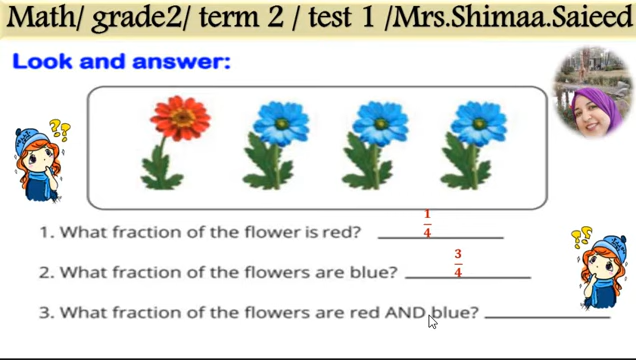 Math/ grade2/ term 2 / test 1 /Mrs.Shimaa.Saieed
Look and answer:
1. What fraction of the flower is red? 1/4
2. What fraction of the flowers are blue? 3/4
3. What fraction of the flowers are red AND blue?